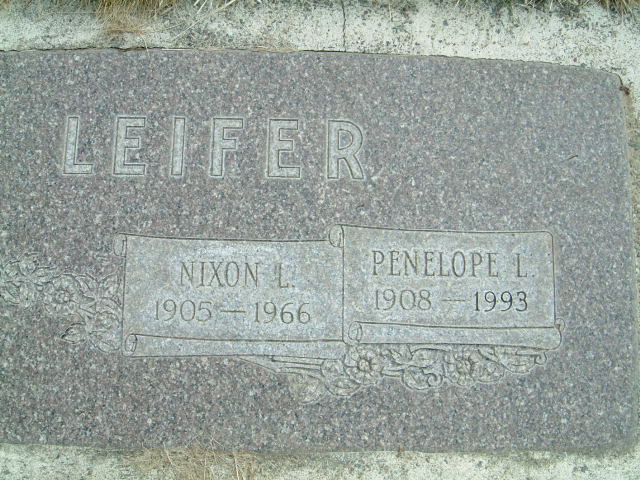 LEIFER
NIXON L.
1905 — 1966
PENELOPE L.
1908 — 1993